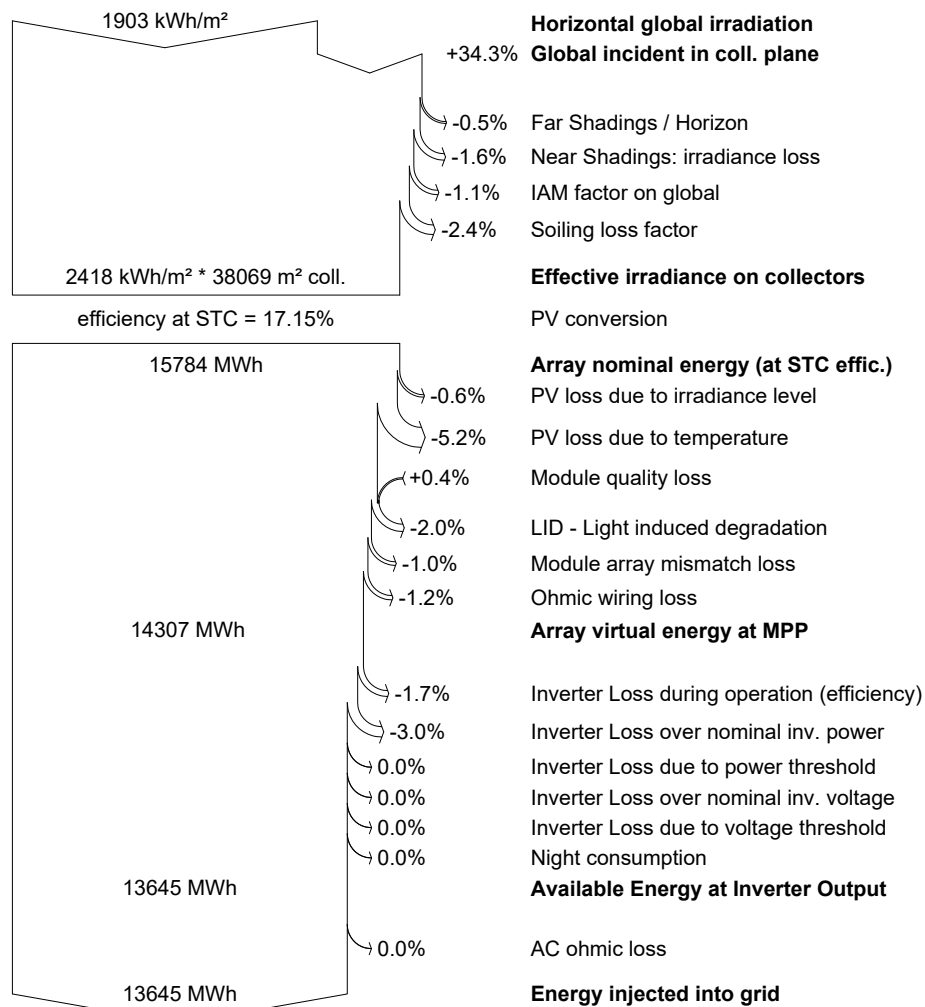 1903 kWh/m² Horizontal global irradiation
+34.3% Global incident in coll. plane
-0.5% Far Shadings / Horizon
-1.6% Near Shadings: irradiance loss
-1.1% IAM factor on global
-2.4% Soiling loss factor
2418 kWh/m² * 38069 m² coll. Effective irradiance on collectors
efficiency at STC = 17.15% PV conversion
15784 MWh Array nominal energy (at STC effic.)
-0.6% PV loss due to irradiance level
-5.2% PV loss due to temperature
+0.4% Module quality loss
-2.0% LID - Light induced degradation
-1.0% Module array mismatch loss
-1.2% Ohmic wiring loss
14307 MWh Array virtual energy at MPP
-1.7% Inverter Loss during operation (efficiency)
-3.0% Inverter Loss over nominal inv. power
0.0% Inverter Loss due to power threshold
0.0% Inverter Loss over nominal inv. voltage
0.0% Inverter Loss due to voltage threshold
0.0% Night consumption
13645 MWh Available Energy at Inverter Output
0.0% AC ohmic loss
13645 MWh Energy injected into grid